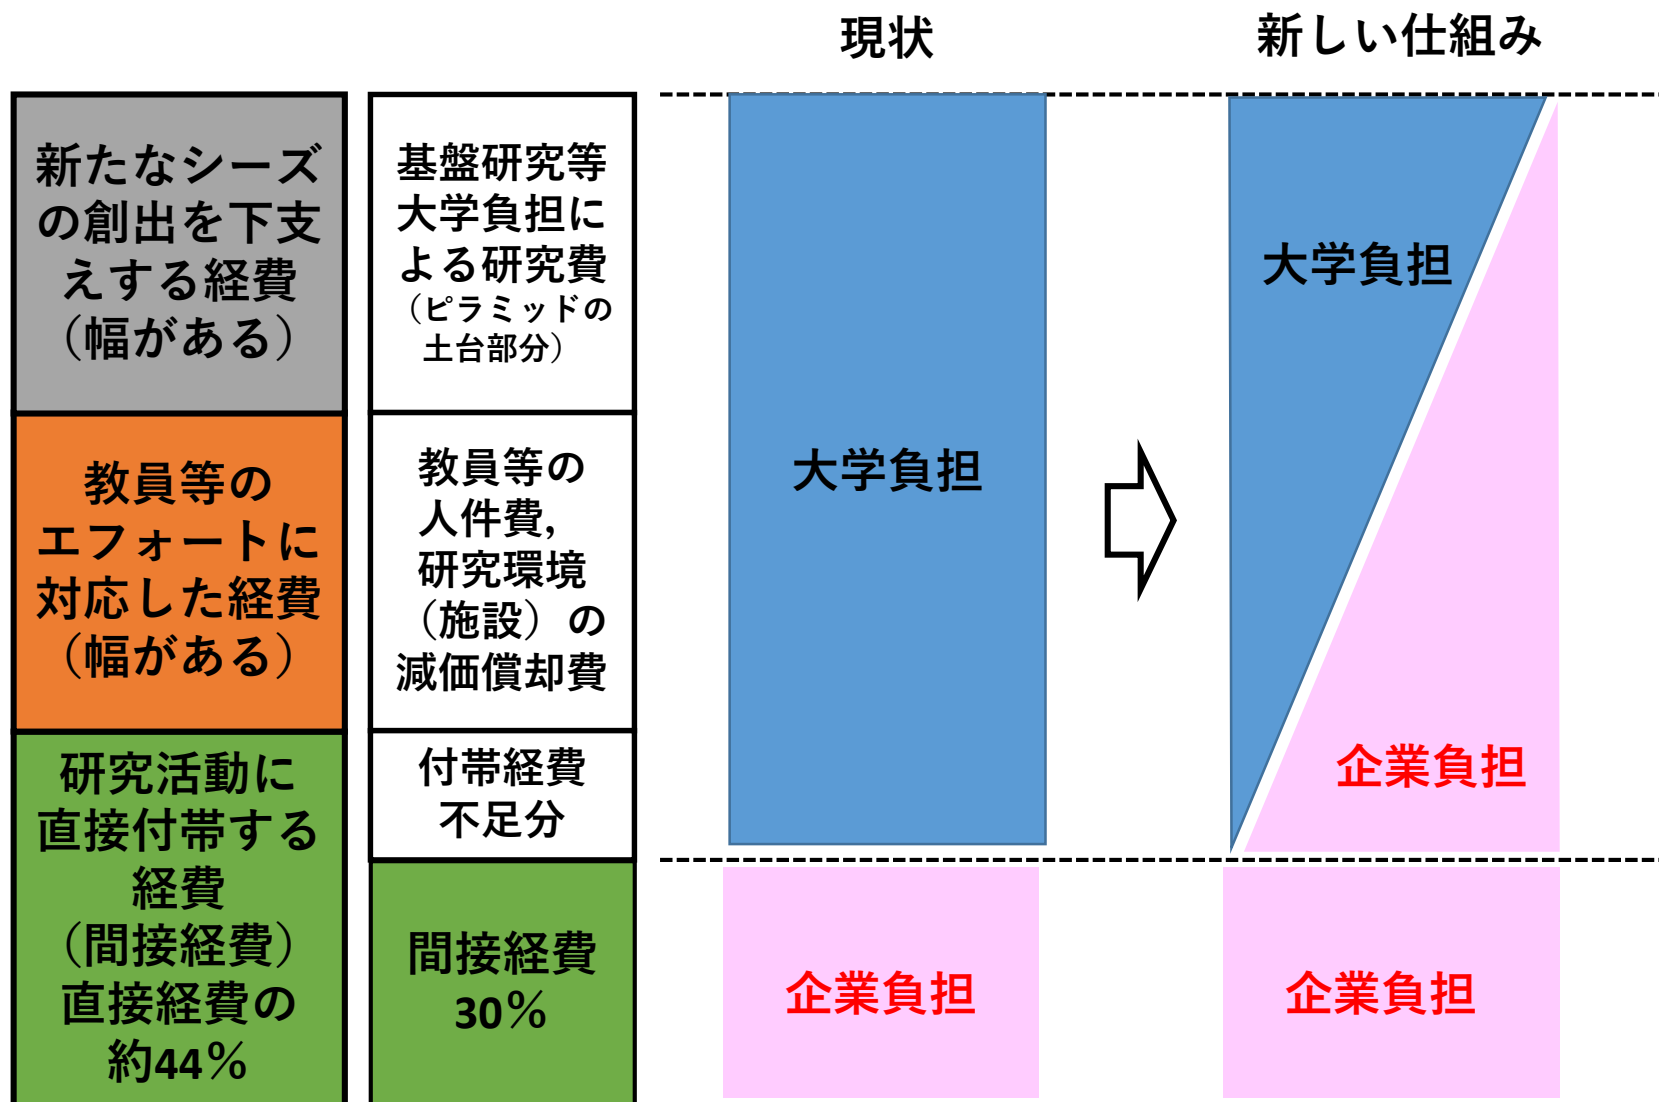 現状
新しい仕組み
新たなシーズ
の創出を下支
えする経費
（幅がある）
教員等の
エフォートに
対応した経費
（幅がある）
研究活動に
直接付帯する
経費
（間接経費）
直接経費の
約44％
基盤研究等
大学負担に
よる研究費
（ピラミッドの
土台部分）
教員等の
人件費,
研究環境
（施設）の
減価償却費
付帯経費
不足分
間接経費
30％
大学負担
企業負担
大学負担
企業負担
企業負担